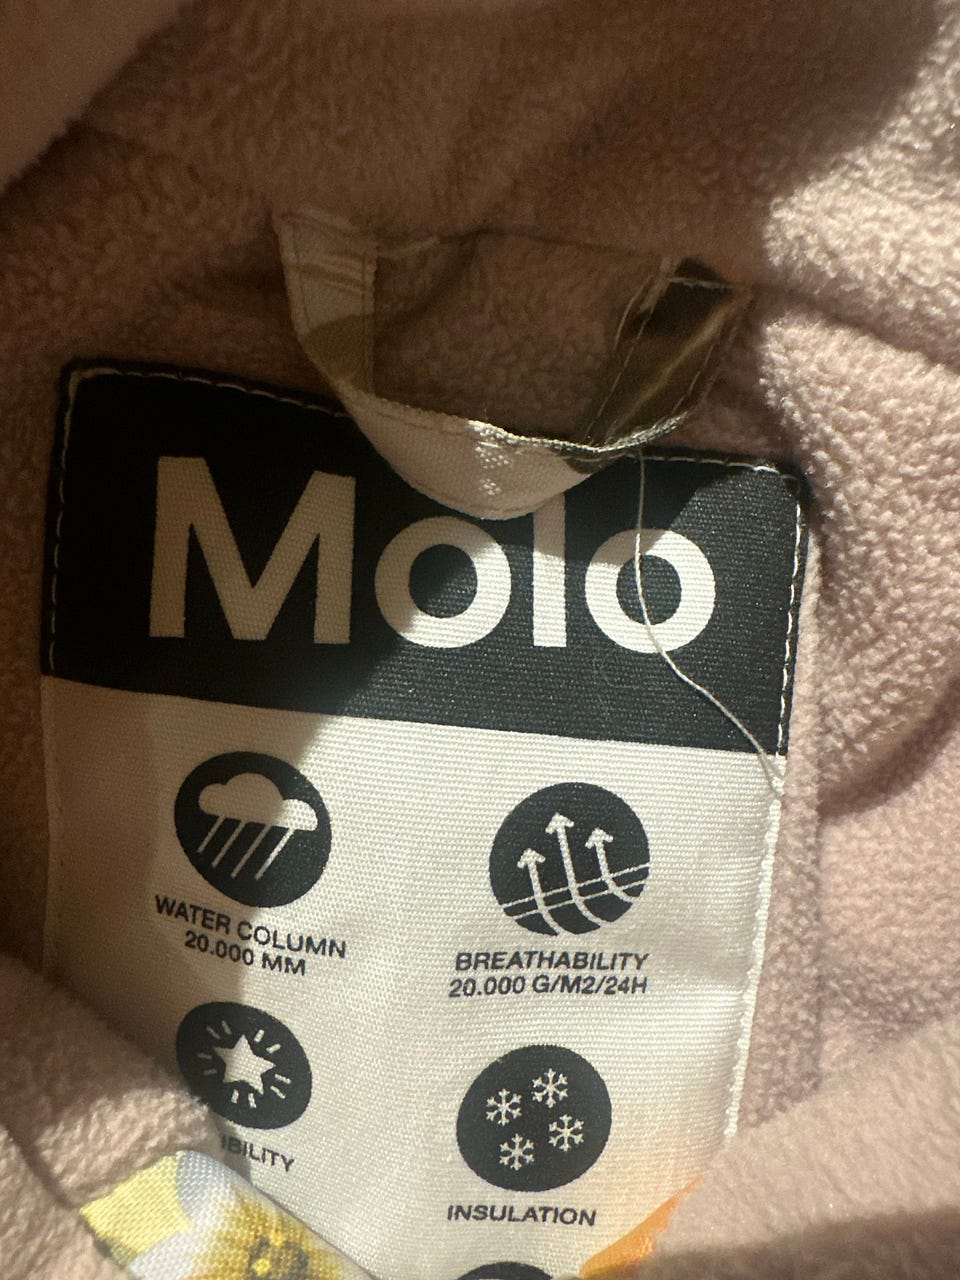 Molo
WATER COLUMN
20.000 MM
BREATHABILITY
20.000 G/M2/24H
INSULATION